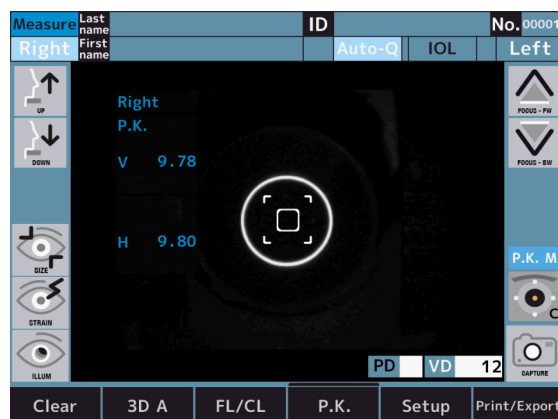 Measure Last name ID No. 00001
Right First name Auto-Q IOL Left
UP
FOCUS - FW
DOWN
FOCUS - BW
Right
P.K.
V 9.78
H 9.80
SIZE
P.K. M
STRAIN
ILLUM
CAPTURE
PD VD 12
Clear 3D A FL/CL P.K. Setup Print/Export